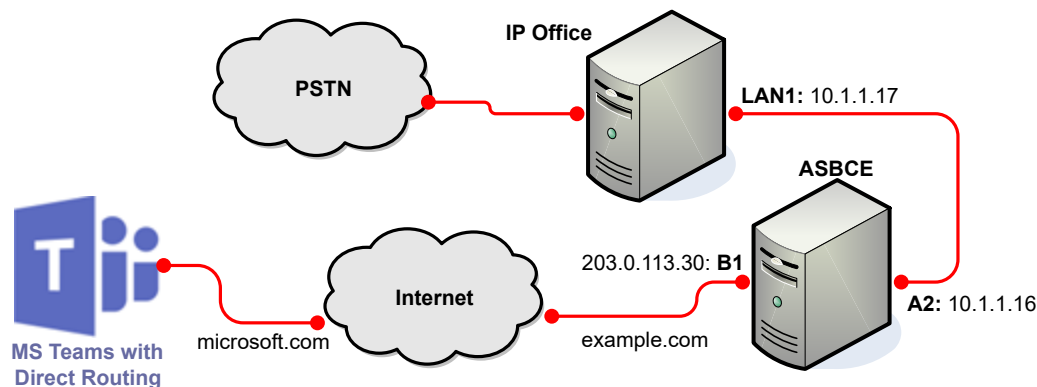 IP Office
PSTN
LAN1: 10.1.1.17
ASBCE
T
203.0.113.30: B1
Internet
A2: 10.1.1.16
microsoft.com
example.com
MS Teams with
Direct Routing